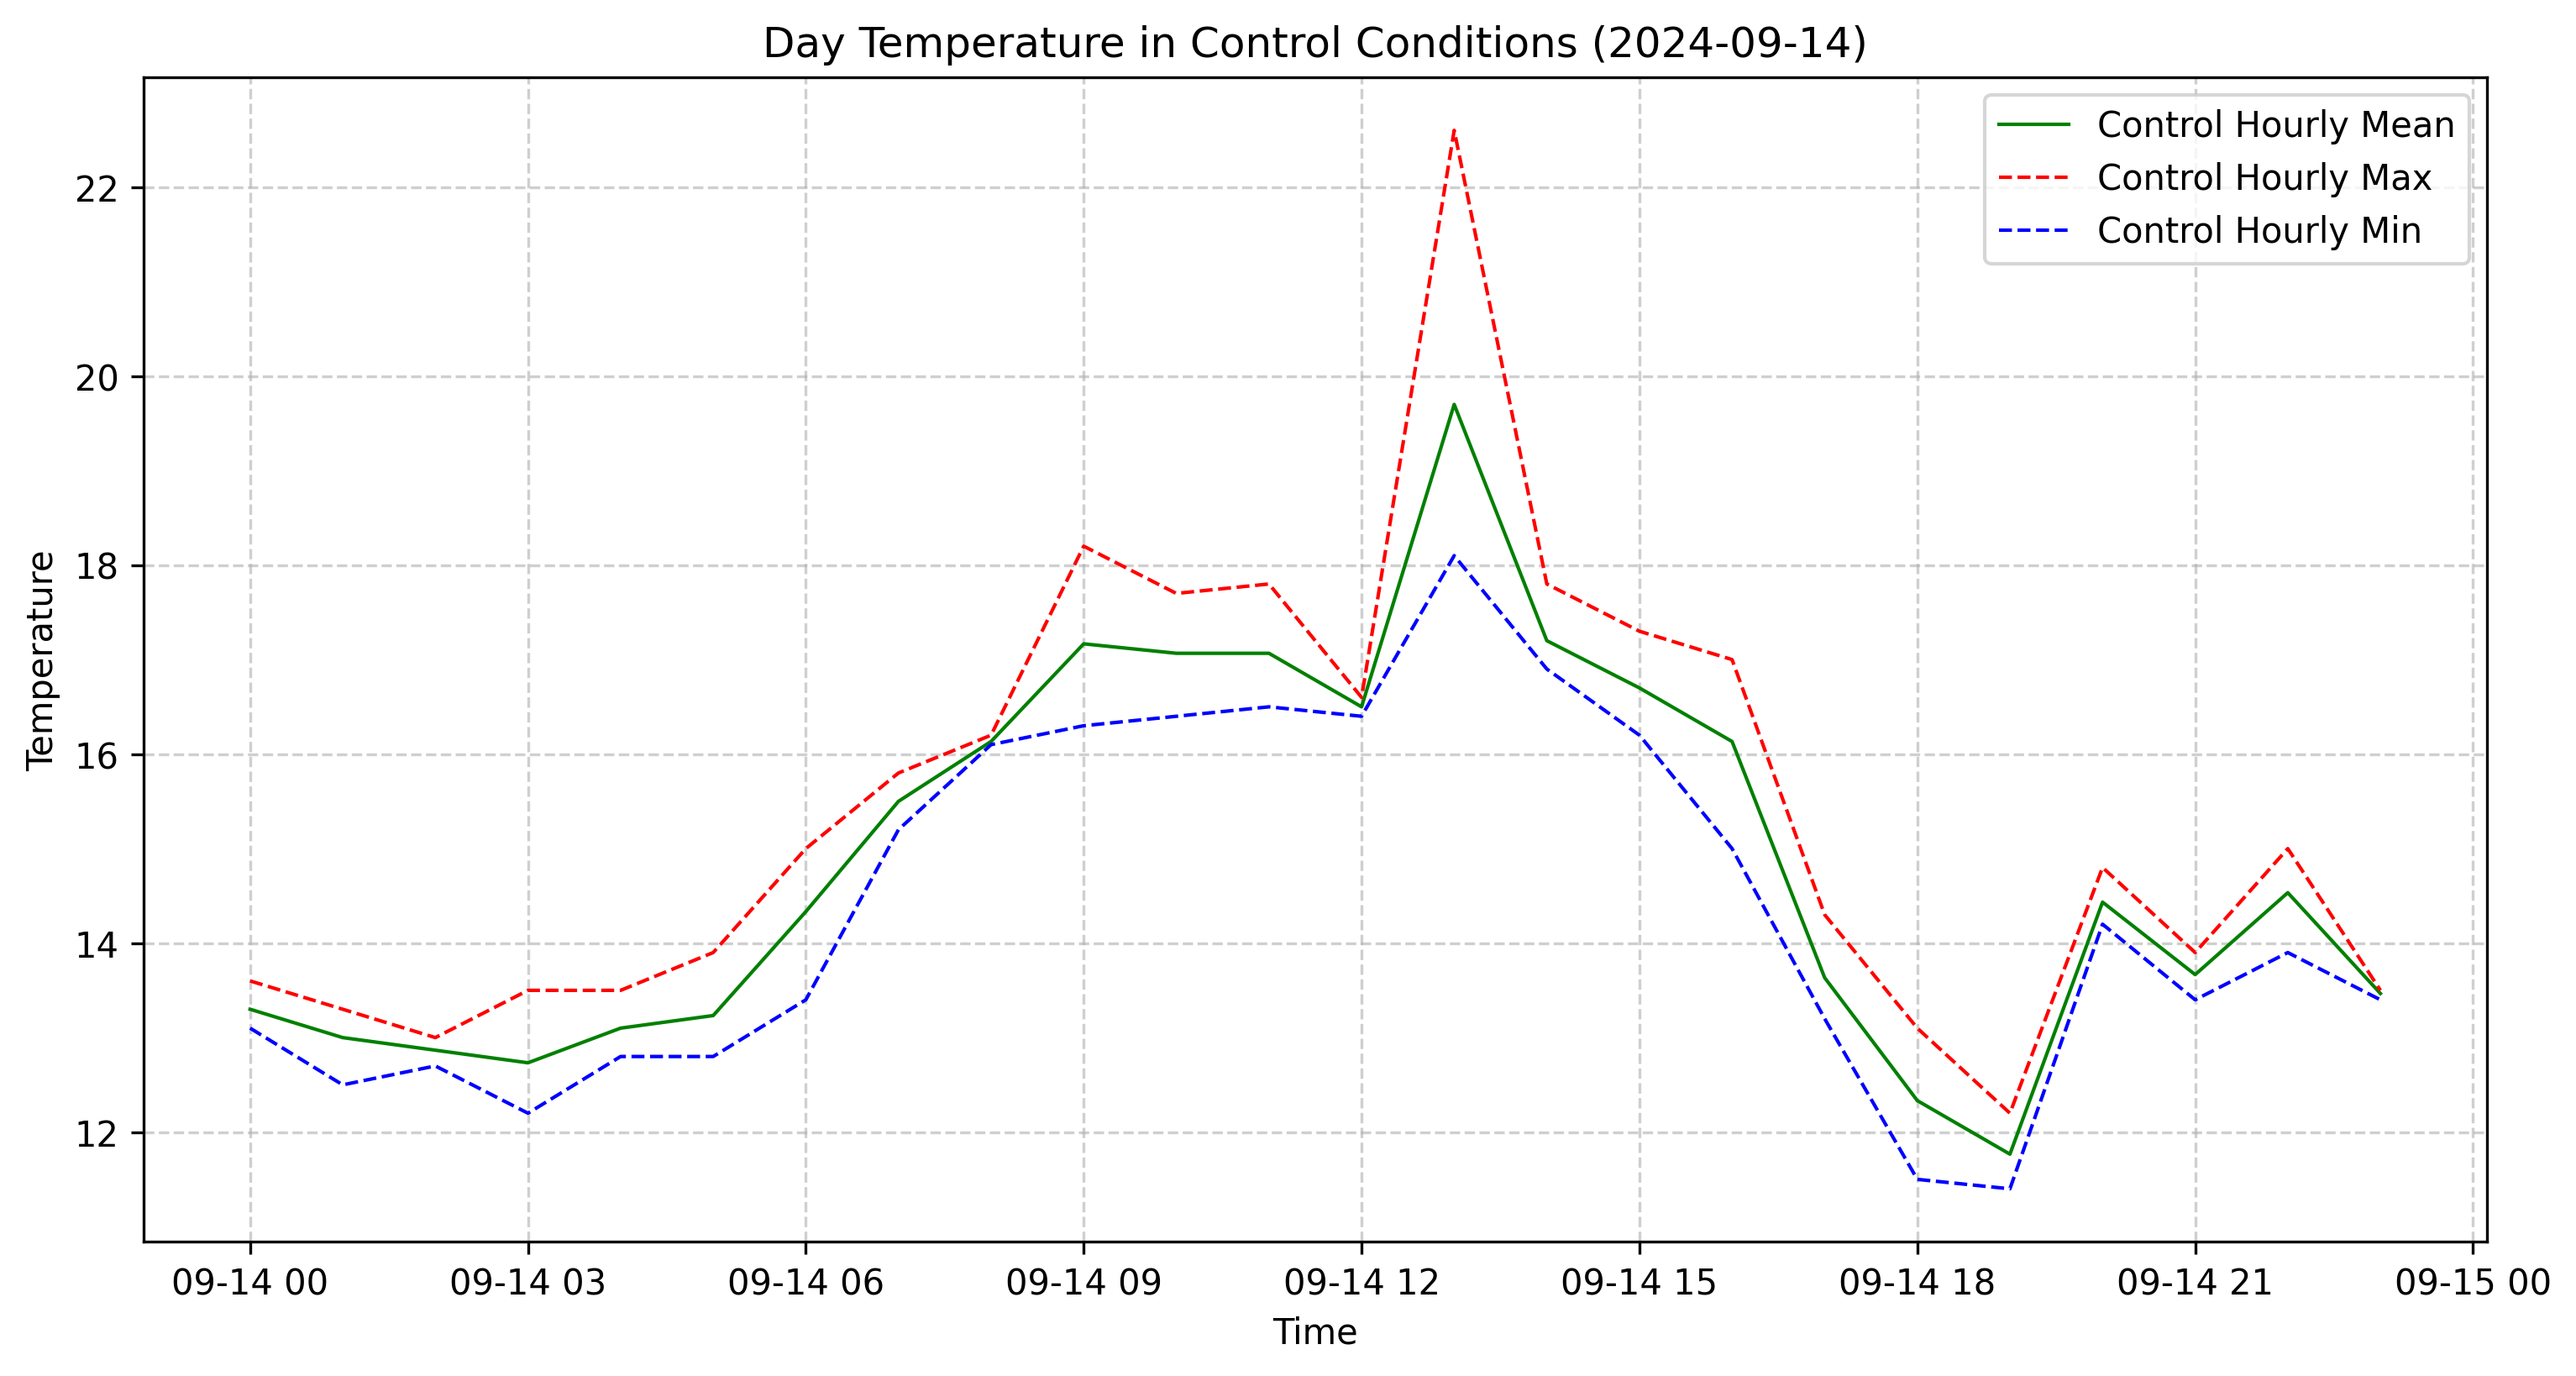 Day Temperature in Control Conditions (2024-09-14)
Control Hourly Mean
Control Hourly Max
Control Hourly Min
Temperature
22
20
18
16
14
12
09-14 00 09-14 03 09-14 06 09-14 09 09-14 12 09-14 15 09-14 18 09-14 21 09-15 00
Time